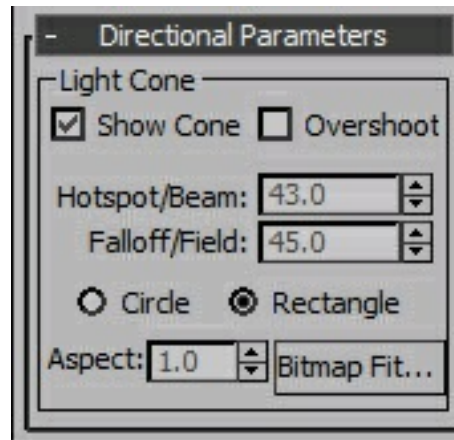 - Directional Parameters
Light Cone
Show Cone Overshoot
Hotspot/Beam: 43.0
Falloff/Field: 45.0
Circle Rectangle
Aspect: 1.0 Bitmap Fit...